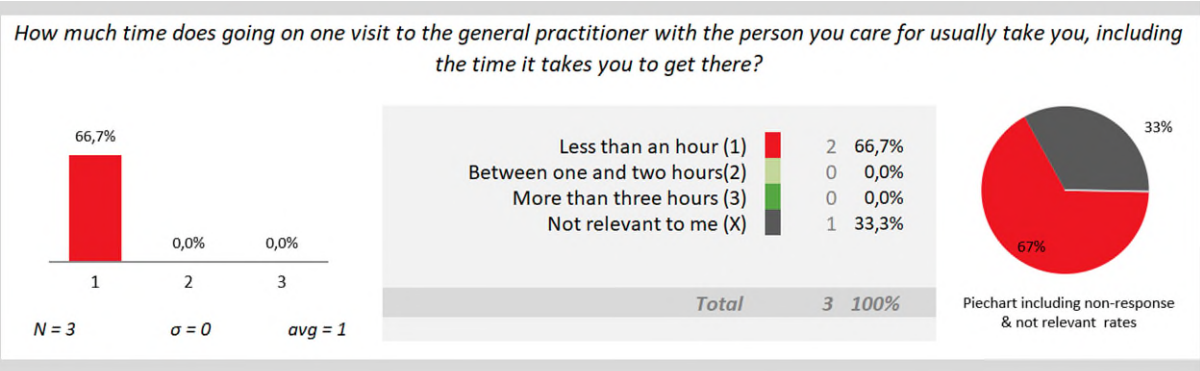 How much time does going on one visit to the general practitioner with the person you care for usually take you, including
the time it takes you to get there?
66,7%
0,0%
0,0%
1
2
3
N = 3
σ = 0
avg = 1
Less than an hour (1) 2 66,7%
Between one and two hours(2) 0 0,0%
More than three hours (3) 0 0,0%
Not relevant to me (X) 1 33,3%
Total 3 100%
33%
67%
Piechart including non-response
& not relevant rates